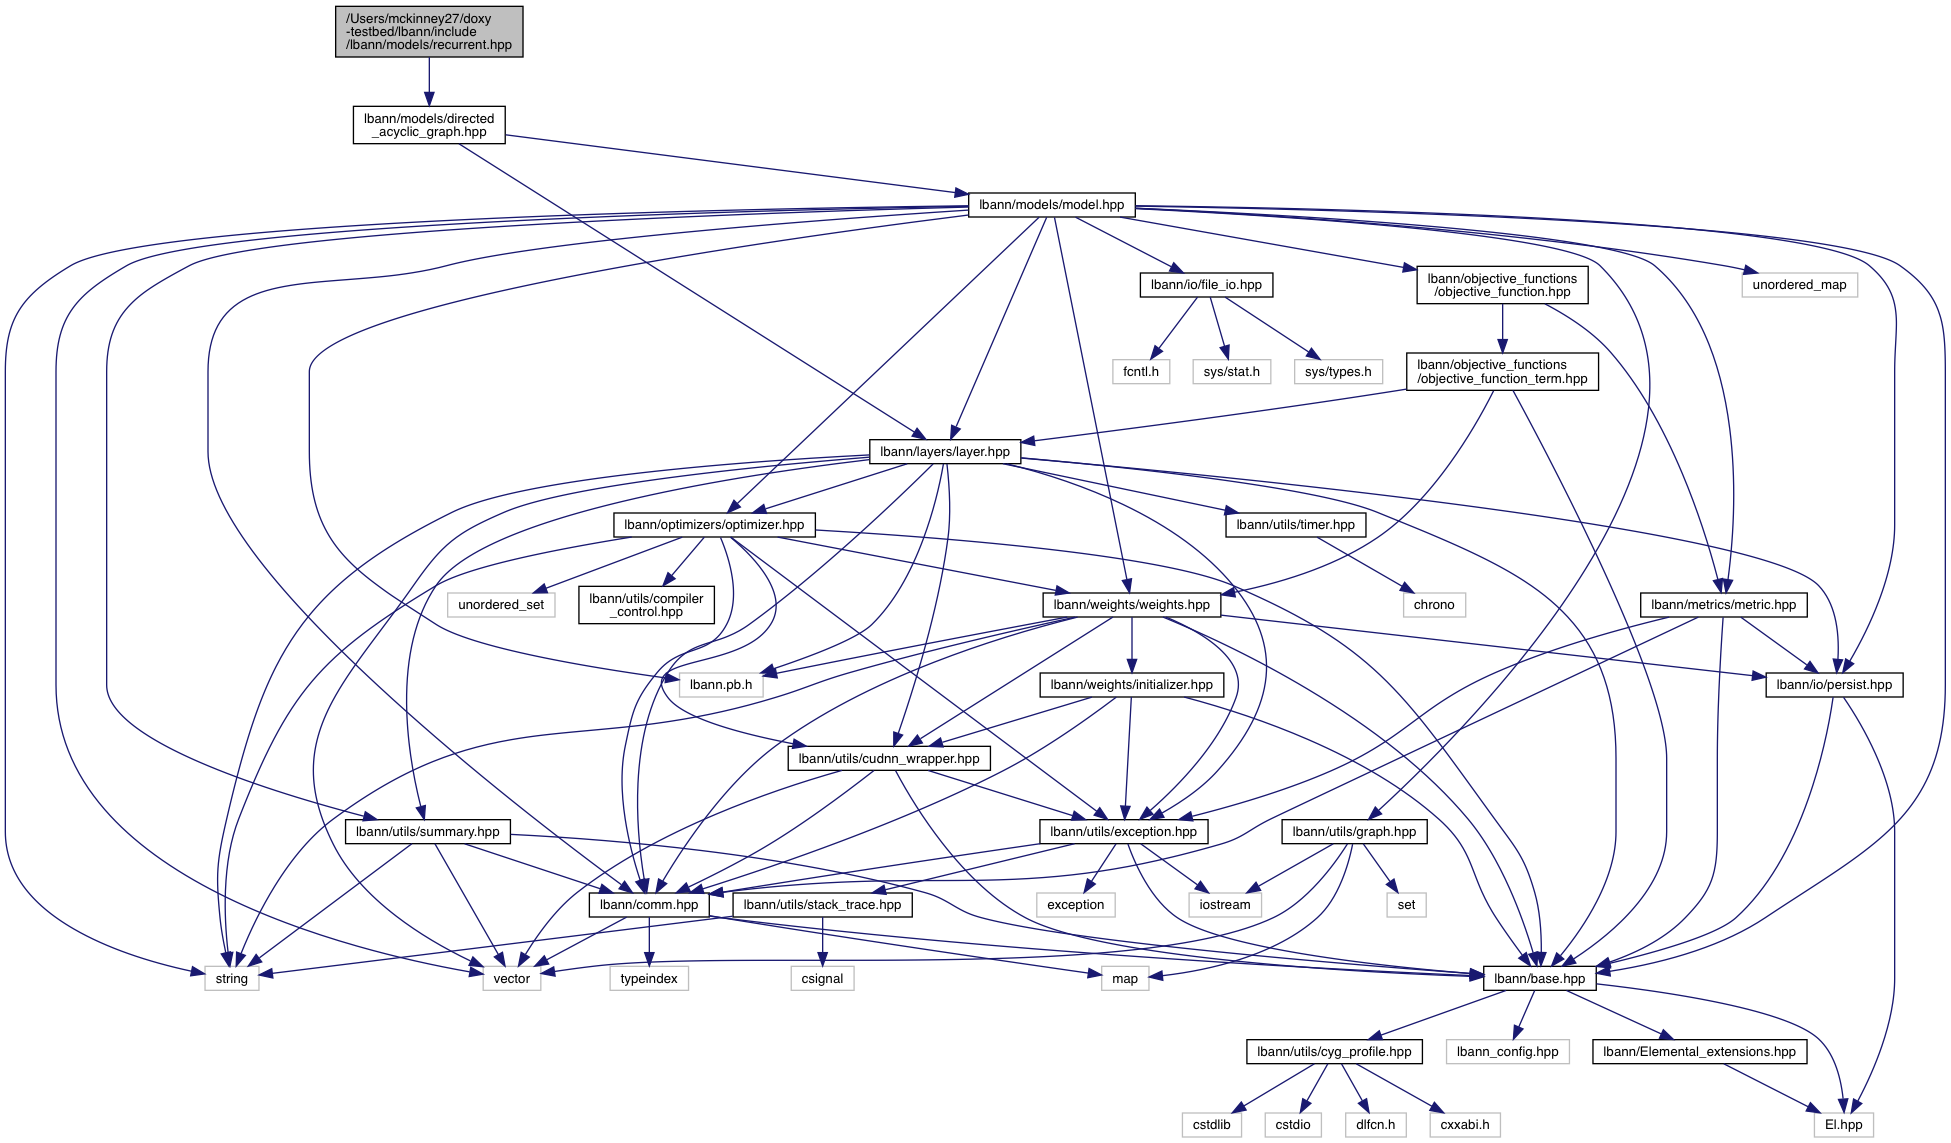 /Users/mckinney27/doxy
-testbed/lbann/include
/lbann/models/recurrent.hpp
lbann/models/directed
_acyclic_graph.hpp
lbann/models/model.hpp
lbann/io/file_io.hpp
lbann/objective_functions
/objective_function.hpp
unordered_map
fcntl.h
sys/stat.h
sys/types.h
lbann/objective_functions
/objective_function_term.hpp
lbann/layers/layer.hpp
lbann/optimizers/optimizer.hpp
lbann/utils/timer.hpp
unordered_set
lbann/utils/compiler
_control.hpp
lbann/weights/weights.hpp
chrono
lbann/metrics/metric.hpp
lbann.pb.h
lbann/weights/initializer.hpp
lbann/io/persist.hpp
lbann/utils/cudnn_wrapper.hpp
lbann/utils/summary.hpp
lbann/utils/exception.hpp
lbann/utils/graph.hpp
lbann/comm.hpp
lbann/utils/stack_trace.hpp
exception
iostream
set
string
vector
typeindex
csignal
map
lbann/base.hpp
lbann/utils/cyg_profile.hpp
lbann_config.hpp
lbann/Elemental_extensions.hpp
cstdlib
cstdio
dlfcn.h
cxxabi.h
El.hpp